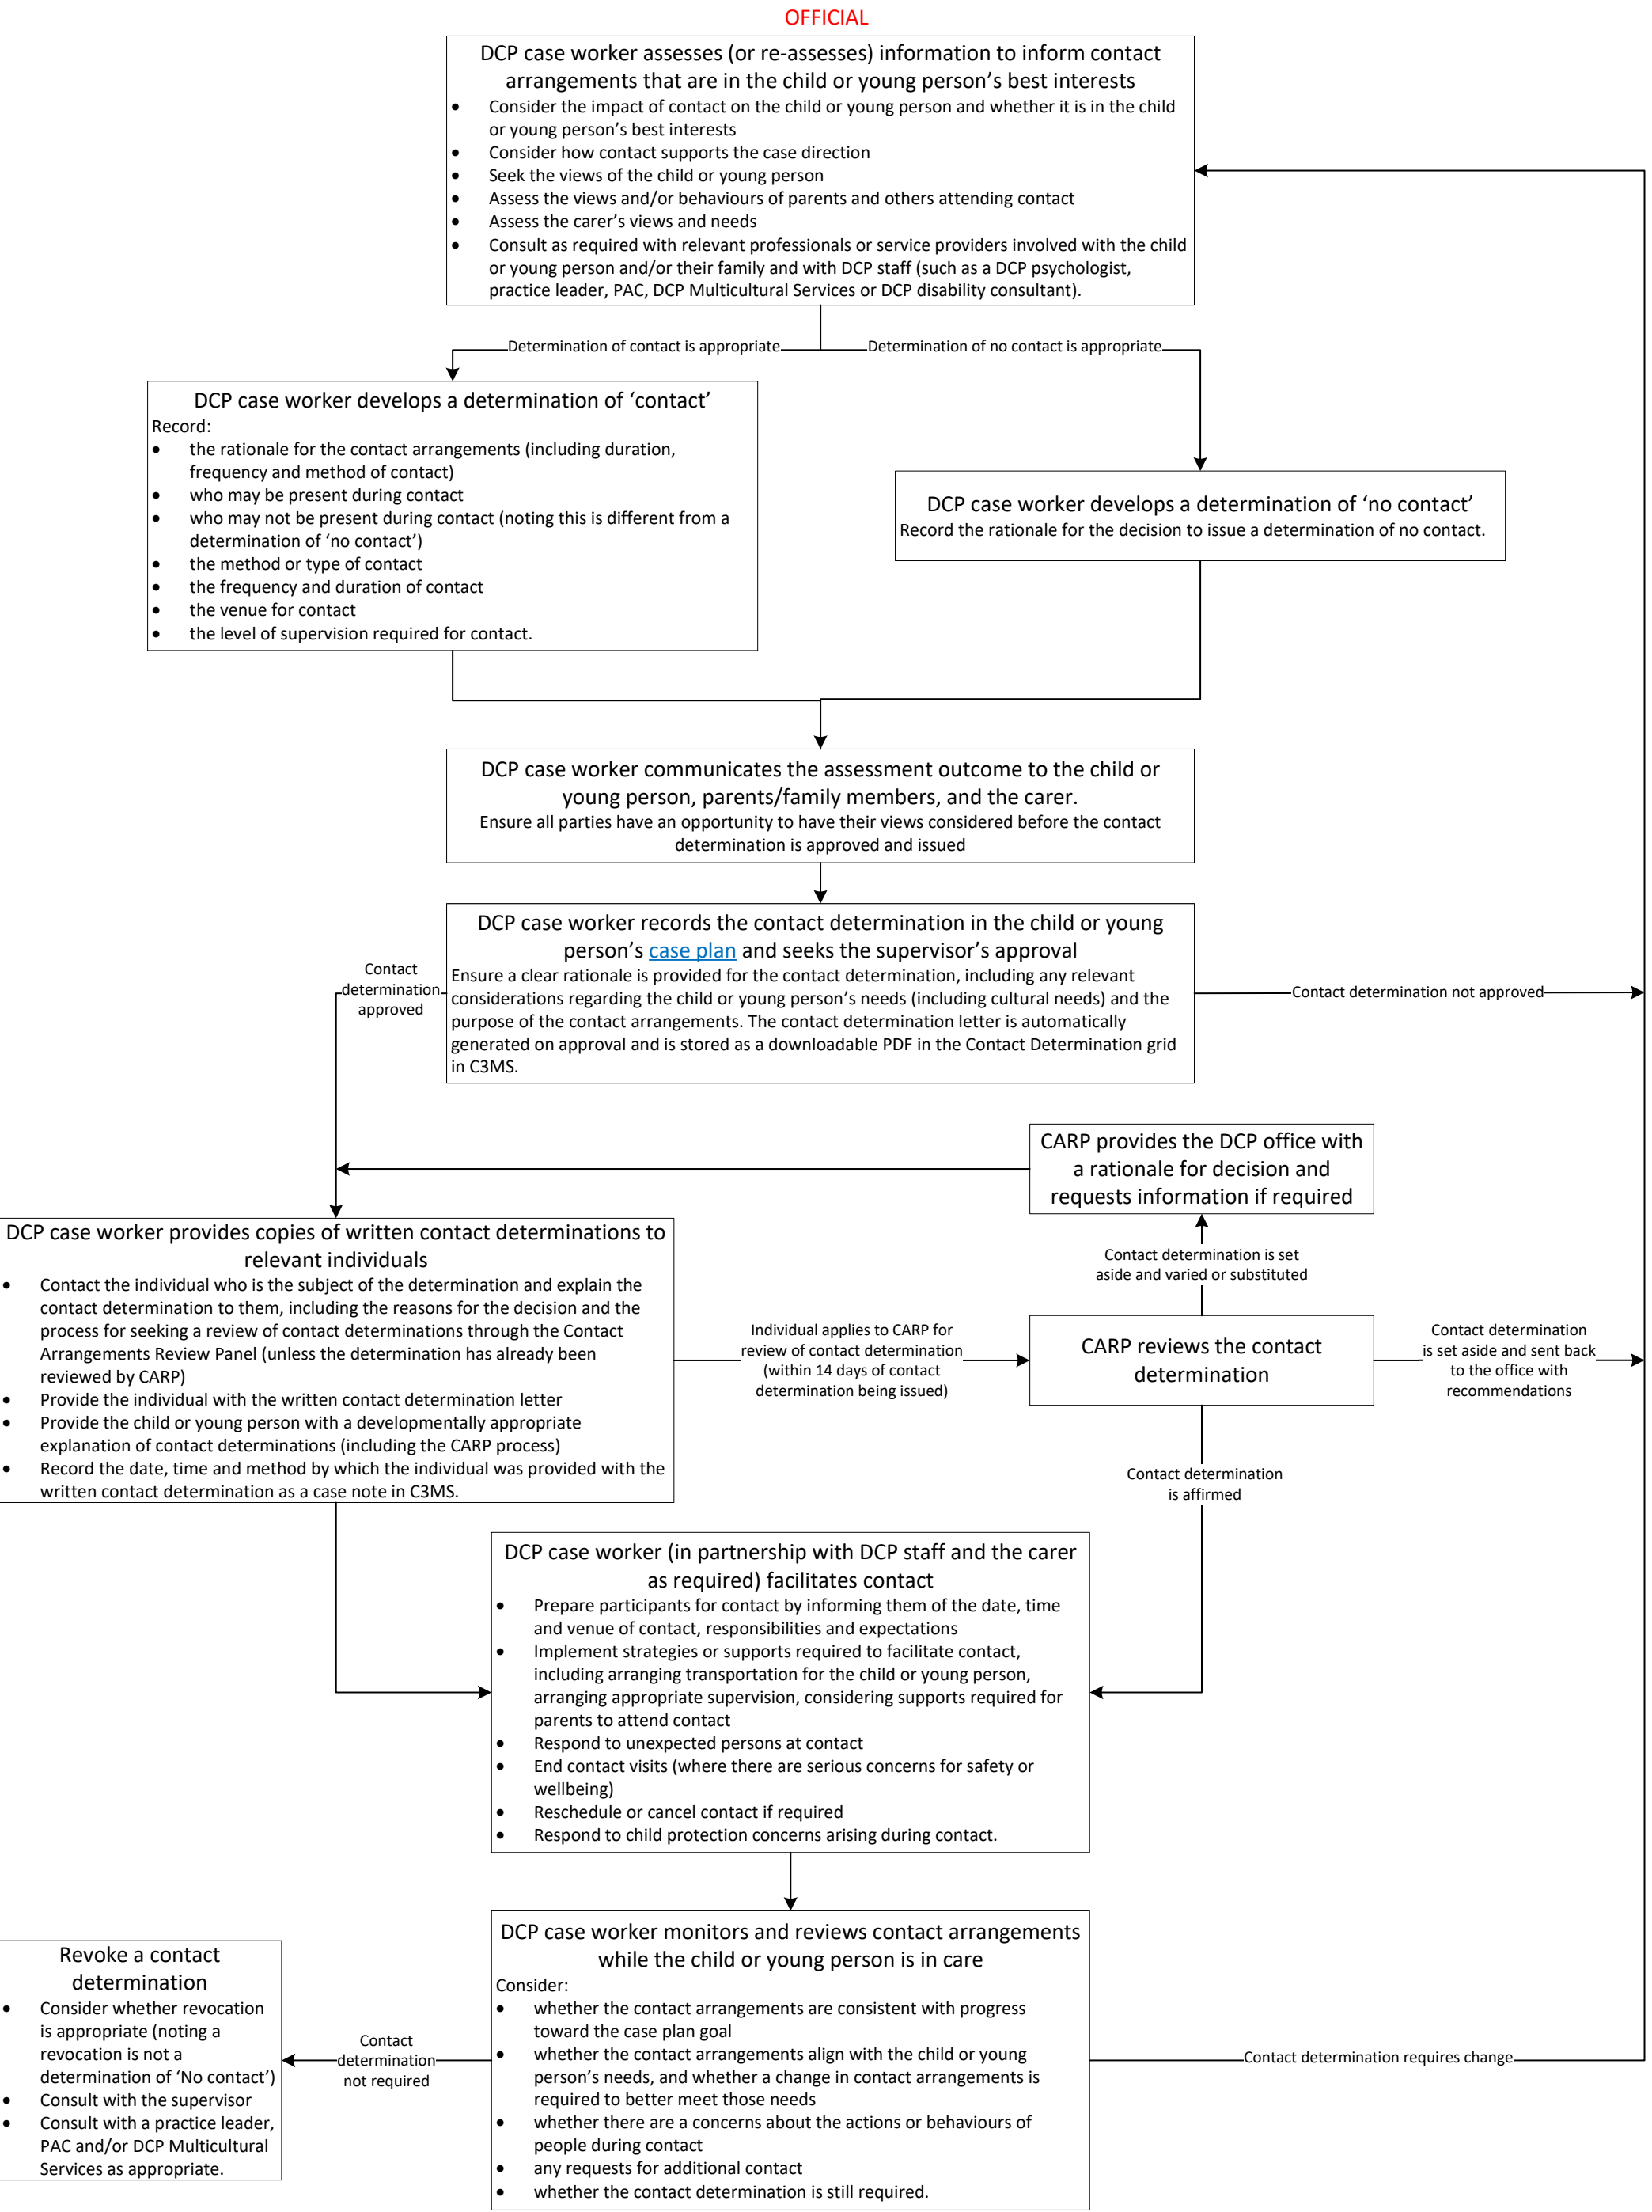 OFFICIAL
DCP case worker assesses (or re-assesses) information to inform contact
arrangements that are in the child or young person's best interests
• Consider the impact of contact on the child or young person and whether it is in the child
or young person's best interests
• Consider how contact supports the case direction
• Seek the views of the child or young person
• Assess the views and/or behaviours of parents and others attending contact
• Assess the carer's views and needs
• Consult as required with relevant professionals or service providers involved with the child
or young person and/or their family and with DCP staff (such as a DCP psychologist,
practice leader, PAC, DCP Multicultural Services or DCP disability consultant).
Determination of contact is appropriate
Determination of no contact is appropriate
DCP case worker develops a determination of ‘contact’
Record:
• the rationale for the contact arrangements (including duration,
frequency and method of contact)
• who may be present during contact
• who may not be present during contact (noting this is different from a
determination of ‘no contact’)
• the method or type of contact
• the frequency and duration of contact
• the venue for contact
• the level of supervision required for contact.
DCP case worker develops a determination of ‘no contact’
Record the rationale for the decision to issue a determination of no contact.
DCP case worker communicates the assessment outcome to the child or
young person, parents/family members, and the carer.
Ensure all parties have an opportunity to have their views considered before the contact
determination is approved and issued
DCP case worker records the contact determination in the child or young
person's case plan and seeks the supervisor's approval
Ensure a clear rationale is provided for the contact determination, including any relevant
considerations regarding the child or young person's needs (including cultural needs) and the
purpose of the contact arrangements. The contact determination letter is automatically
generated on approval and is stored as a downloadable PDF in the Contact Determination grid
in C3MS.
Contact
determination
approved
Contact determination not approved
CARP provides the DCP office with
a rationale for decision and
requests information if required
Contact determination is set
aside and varied or substituted
DCP case worker provides copies of written contact determinations to
relevant individuals
• Contact the individual who is the subject of the determination and explain the
contact determination to them, including the reasons for the decision and the
process for seeking a review of contact determinations through the Contact
Arrangements Review Panel (unless the determination has already been
reviewed by CARP)
• Provide the individual with the written contact determination letter
• Provide the child or young person with a developmentally appropriate
explanation of contact determinations (including the CARP process)
• Record the date, time and method by which the individual was provided with the
written contact determination as a case note in C3MS.
Individual applies to CARP for
review of contact determination
(within 14 days of contact
determination being issued)
CARP reviews the contact
determination
Contact determination
is set aside and sent back
to the office with
recommendations
Contact determination
is affirmed
DCP case worker (in partnership with DCP staff and the carer
as required) facilitates contact
• Prepare participants for contact by informing them of the date, time
and venue of contact, responsibilities and expectations
• Implement strategies or supports required to facilitate contact,
including arranging transportation for the child or young person,
arranging appropriate supervision, considering supports required for
parents to attend contact
• Respond to unexpected persons at contact
• End contact visits (where there are serious concerns for safety or
wellbeing)
• Reschedule or cancel contact if required
• Respond to child protection concerns arising during contact.
DCP case worker monitors and reviews contact arrangements
while the child or young person is in care
Consider:
• whether the contact arrangements are consistent with progress
toward the case plan goal
• whether the contact arrangements align with the child or young
person's needs, and whether a change in contact arrangements is
required to better meet those needs
• whether there are a concerns about the actions or behaviours of
people during contact
• any requests for additional contact
• whether the contact determination is still required.
Contact
determination
not required
Contact determination requires change
Revoke a contact
determination
• Consider whether revocation
is appropriate (noting a
revocation is not a
determination of ‘No contact’)
• Consult with the supervisor
• Consult with a practice leader,
PAC and/or DCP Multicultural
Services as appropriate.